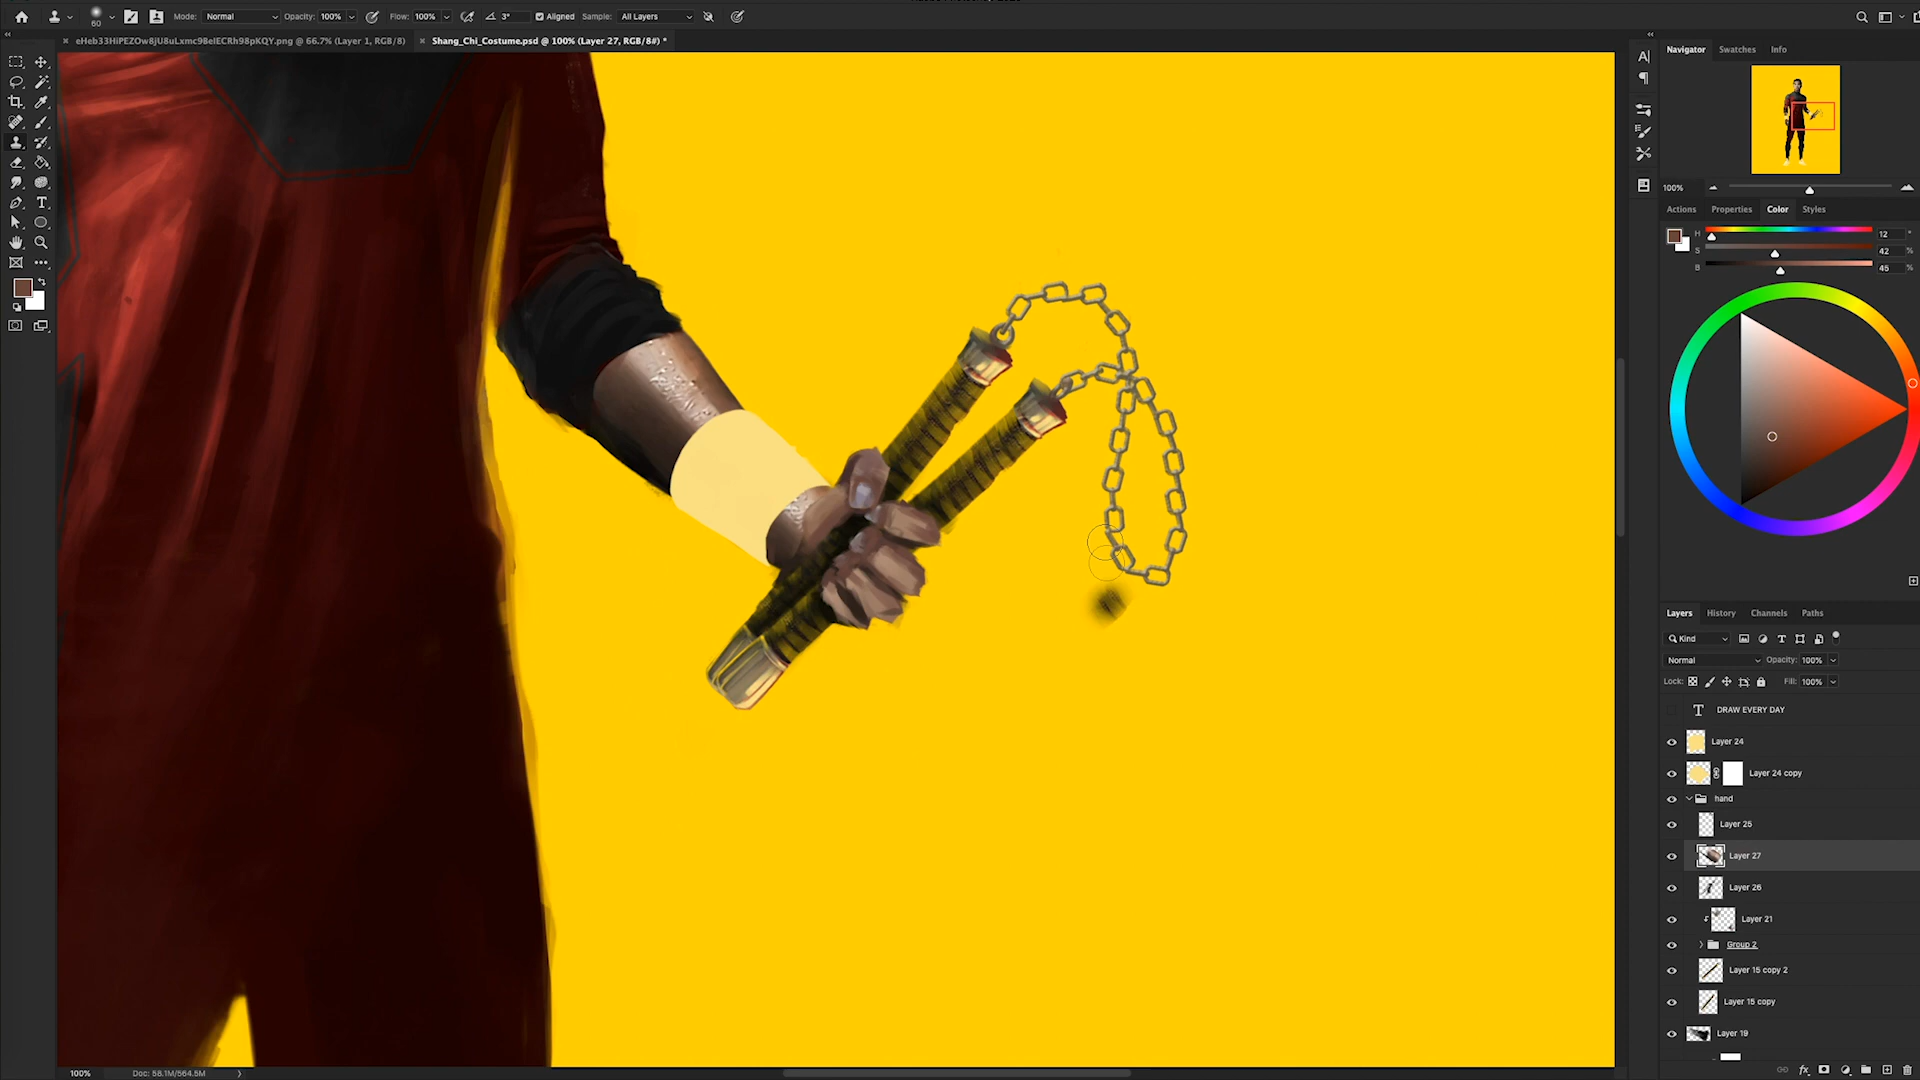 60 Mode: Normal Opacity: 100% Flow: 100% 3° Aligned Sample: All Layers
eHeb33HiPEZOw8jU8uLxmc9BelECRh98pKQY.png @ 66.7% (Layer 1, RGB/8) Shang_Chi_Costume.psd @ 100% (Layer 27, RGB/8#) *
Navigator Swatches Info
100%
Actions Properties Color Styles
H 12 °
S 42 %
B 45 %
Layers History Channels Paths
Kind
Normal Opacity: 100%
Lock: Fill: 100%
T DRAW EVERY DAY
Layer 24
Layer 24 copy
hand
Layer 25
Layer 27
Layer 26
Layer 21
Group 2
Layer 15 copy 2
Layer 15 copy
Layer 19
100% Doc: 58.1M/564.5M